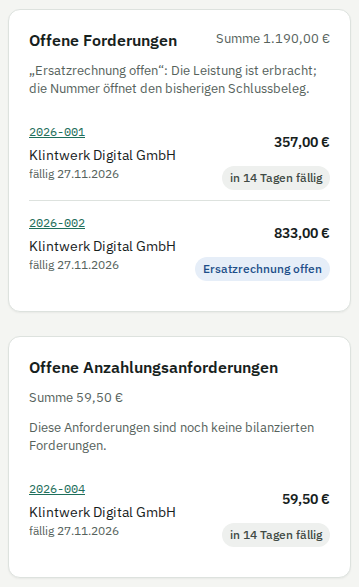 Offene Forderungen
Summe 1.190,00 €
„Ersatzrechnung offen“: Die Leistung ist erbracht;
die Nummer öffnet den bisherigen Schlussbeleg.
2026-001
357,00 €
Klintwerk Digital GmbH
fällig 27.11.2026
in 14 Tagen fällig
2026-002
833,00 €
Klintwerk Digital GmbH
fällig 27.11.2026
Ersatzrechnung offen
Offene Anzahlungsanforderungen
Summe 59,50 €
Diese Anforderungen sind noch keine bilanzierten
Forderungen.
2026-004
59,50 €
Klintwerk Digital GmbH
fällig 27.11.2026
in 14 Tagen fällig